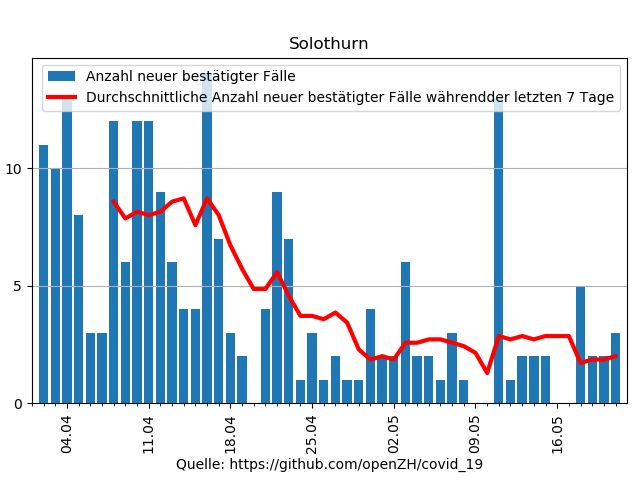 Solothurn
Anzahl neuer bestätigter Fälle
Durchschnittliche Anzahl neuer bestätigter Fälle währendder letzten 7 Tage
10
5
0
04.04
11.04
18.04
25.04
02.05
09.05
16.05
Quelle: https://github.com/openZH/covid_19